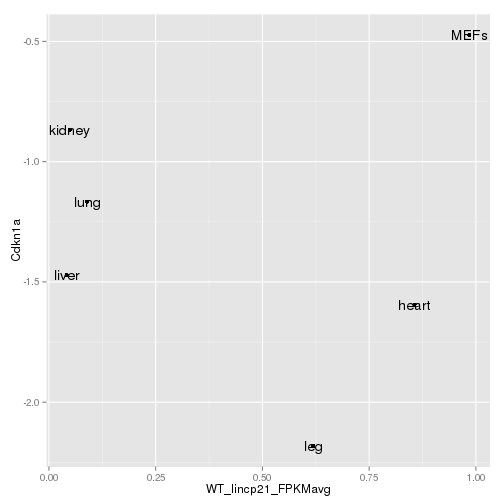 -0.5
-1.0
-1.5
-2.0
Cdkn1a
MEFs
kidney
lung
liver
heart
leg
0.00
0.25
0.50
0.75
1.00
WT_lincp21_FPKMavg